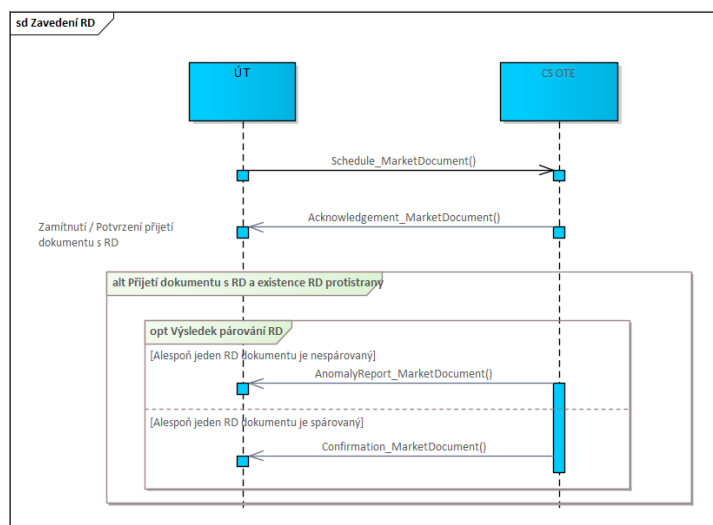 sd Zavedení RD
ÚT
CS OTE
Schedule_MarketDocument()
Acknowledgement_MarketDocument()
Zamítnutí / Potvrzení přijetí
dokumentu s RD
alt Přijetí dokumentu s RD a existence RD protistrany
opt Výsledek párování RD
[Alespoň jeden RD dokumentu je nespárovaný]
AnomalyReport_MarketDocument()
[Alespoň jeden RD dokumentu je spárovaný]
Confirmation_MarketDocument()